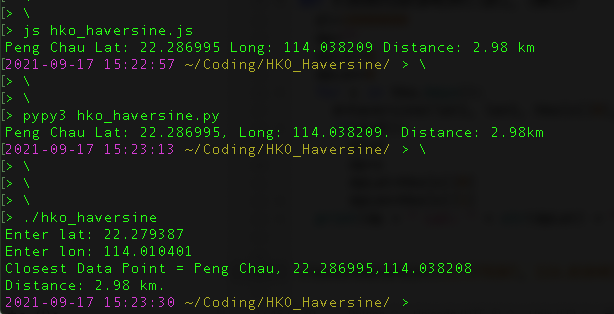 [> \
[> js hko_haversine.js
Peng Chau Lat: 22.286995 Long: 114.038209 Distance: 2.98 km
[2021-09-17 15:22:57 ~/Coding/HKO_Haversine/ > \
[> \
[> \
[> pypy3 hko_haversine.py
Peng Chau Lat: 22.286995, Long: 114.038209. Distance: 2.98km
[2021-09-17 15:23:13 ~/Coding/HKO_Haversine/ > \
[> \
[> \
[> \
[> ./hko_haversine
Enter lat: 22.279387
Enter lon: 114.010401
Closest Data Point = Peng Chau, 22.286995,114.038208
Distance: 2.98 km.
2021-09-17 15:23:30 ~/Coding/HKO_Haversine/ >